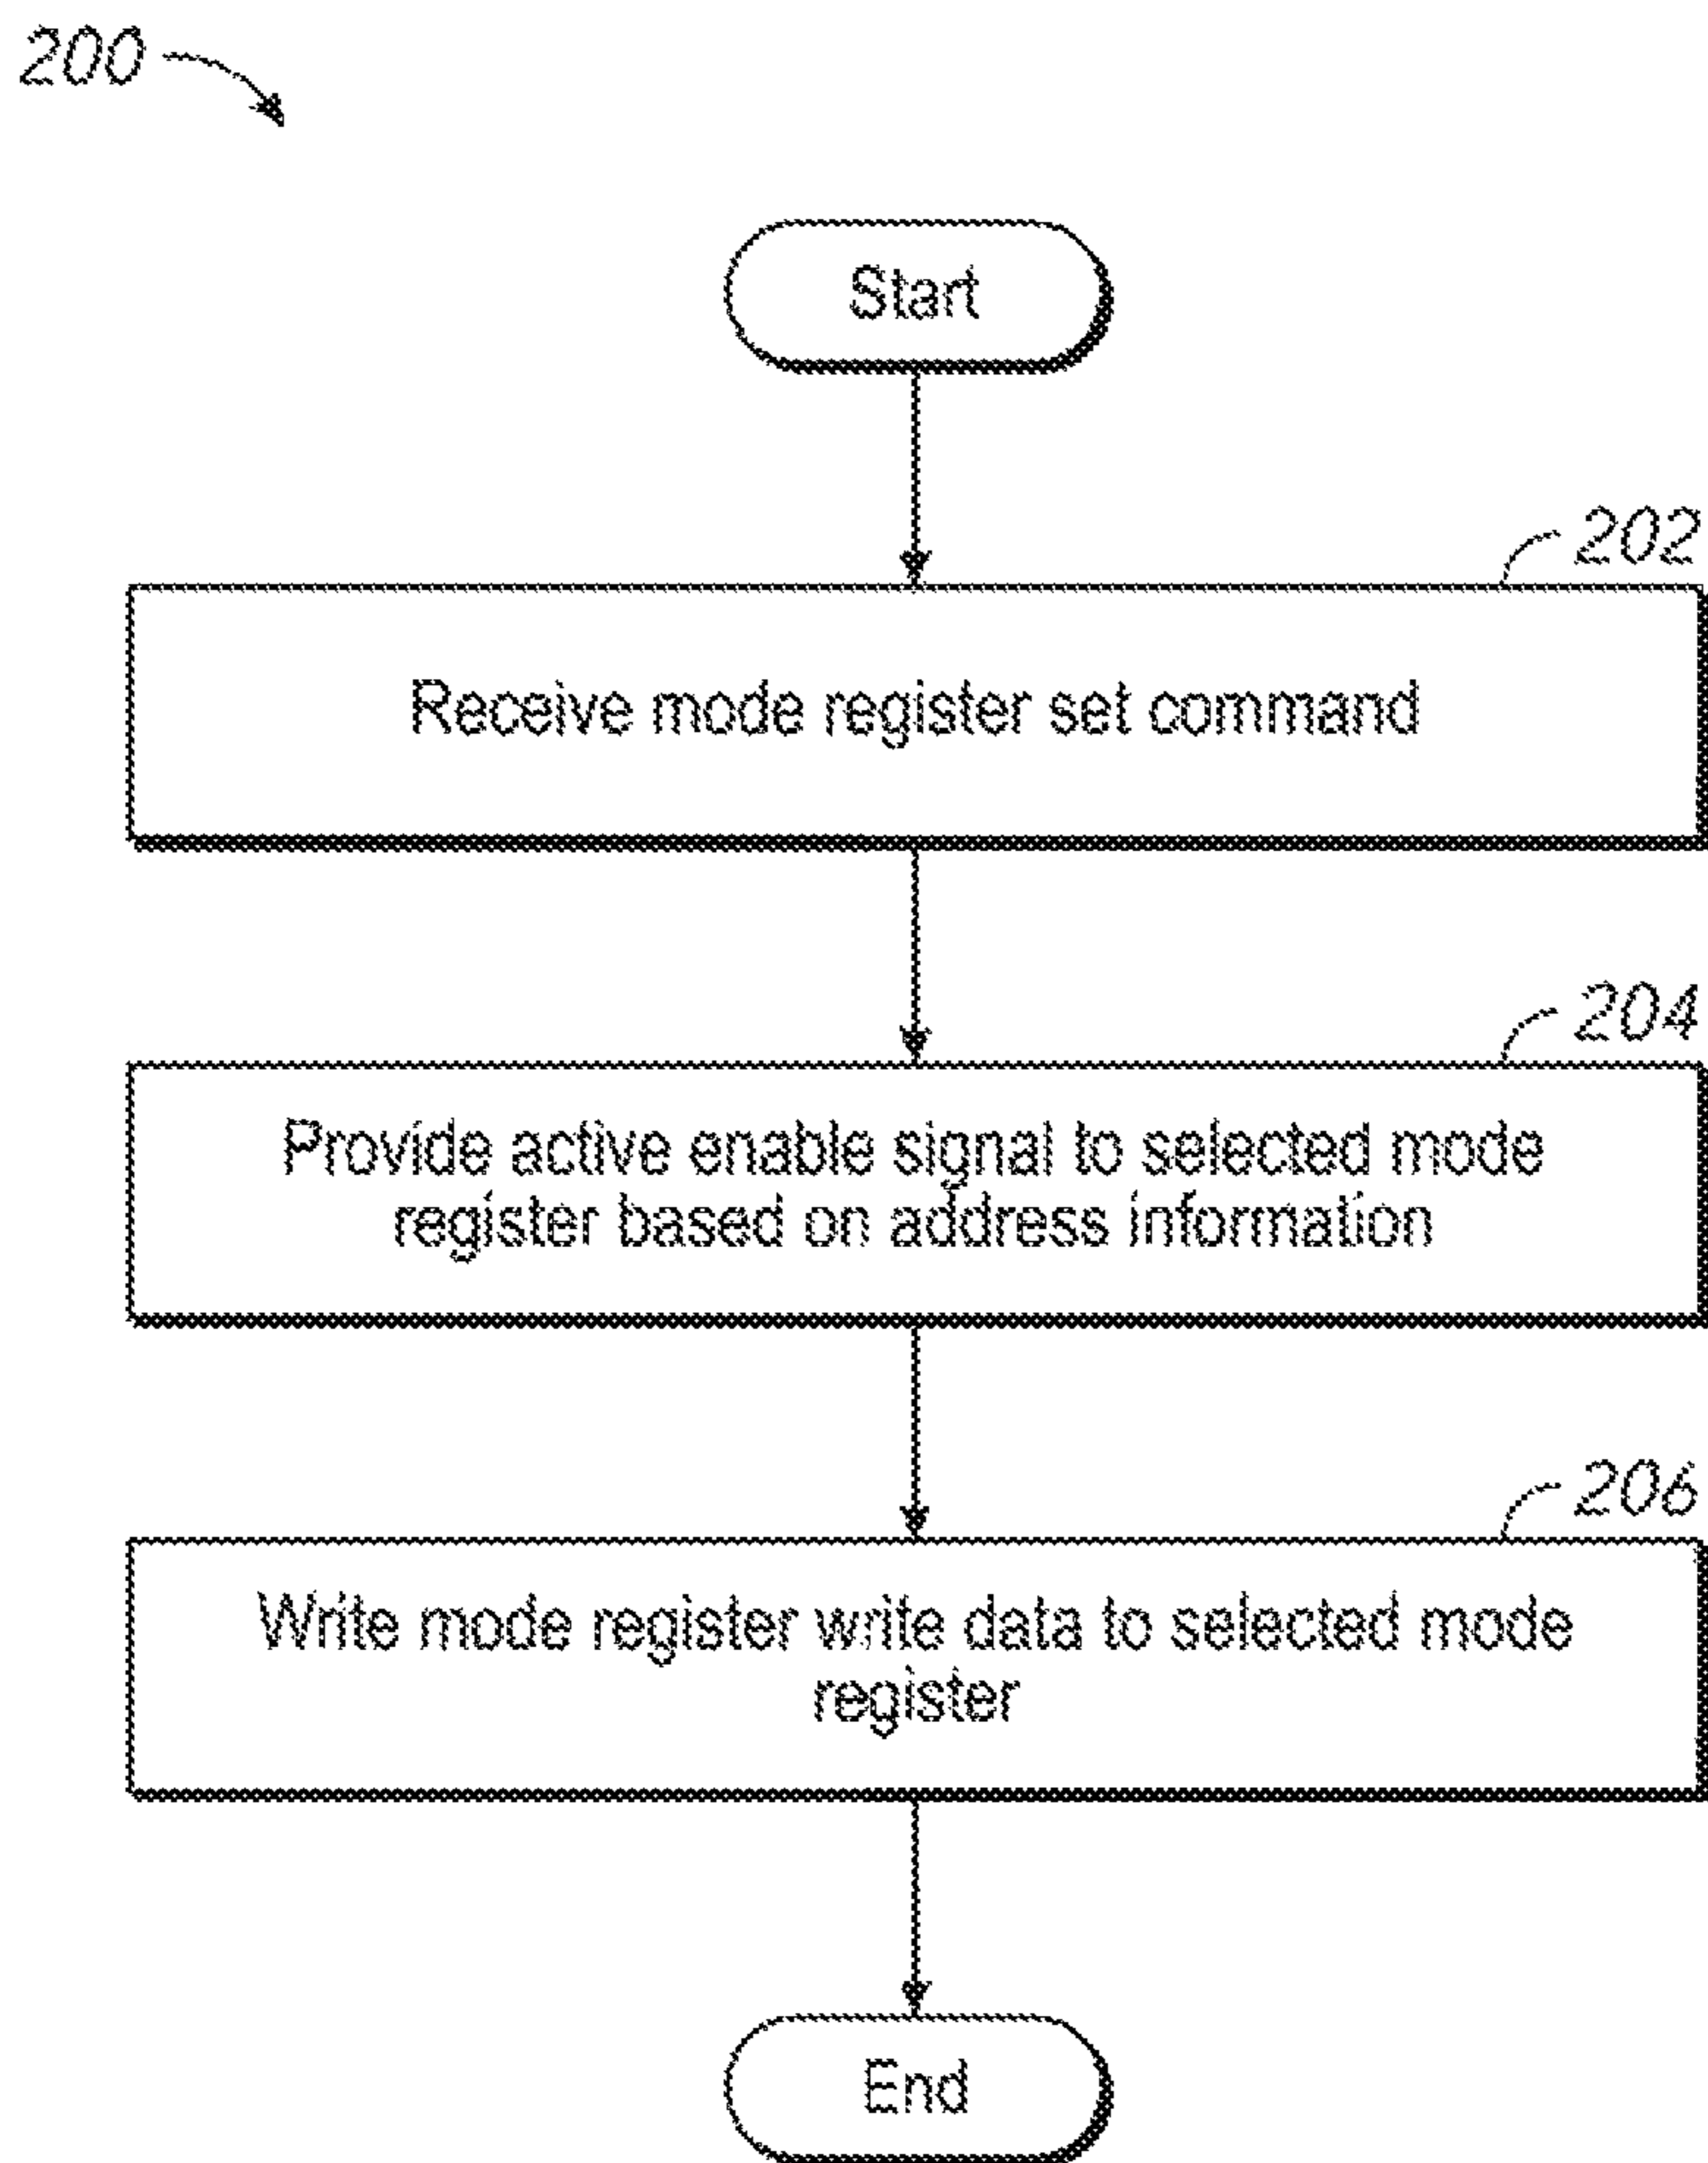 200
Start
202
Receive mode register set command
204
Provide active enable signal to selected mode
register based on address information
206
Write mode register write data to selected mode
register
End